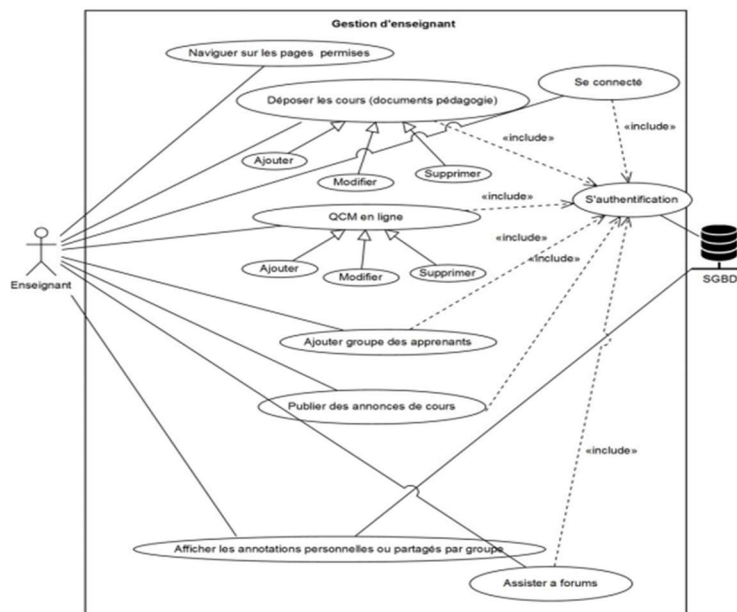 Gestion d'enseignant
Naviguer sur les pages permises
Se connecté
Déposer les cours (documents pédagogie)
«include»
«include»
Ajouter
Supprimer
Modifier
S'authentification
«include»
QCM en ligne
«include»
«include»
Ajouter
Modifier
Supprimer
Enseignant
SGBD
Ajouter groupe des apprenants
Publier des annonces de cours
«include»
Afficher les annotations personnelles ou partagés par groupe
Assister a forums